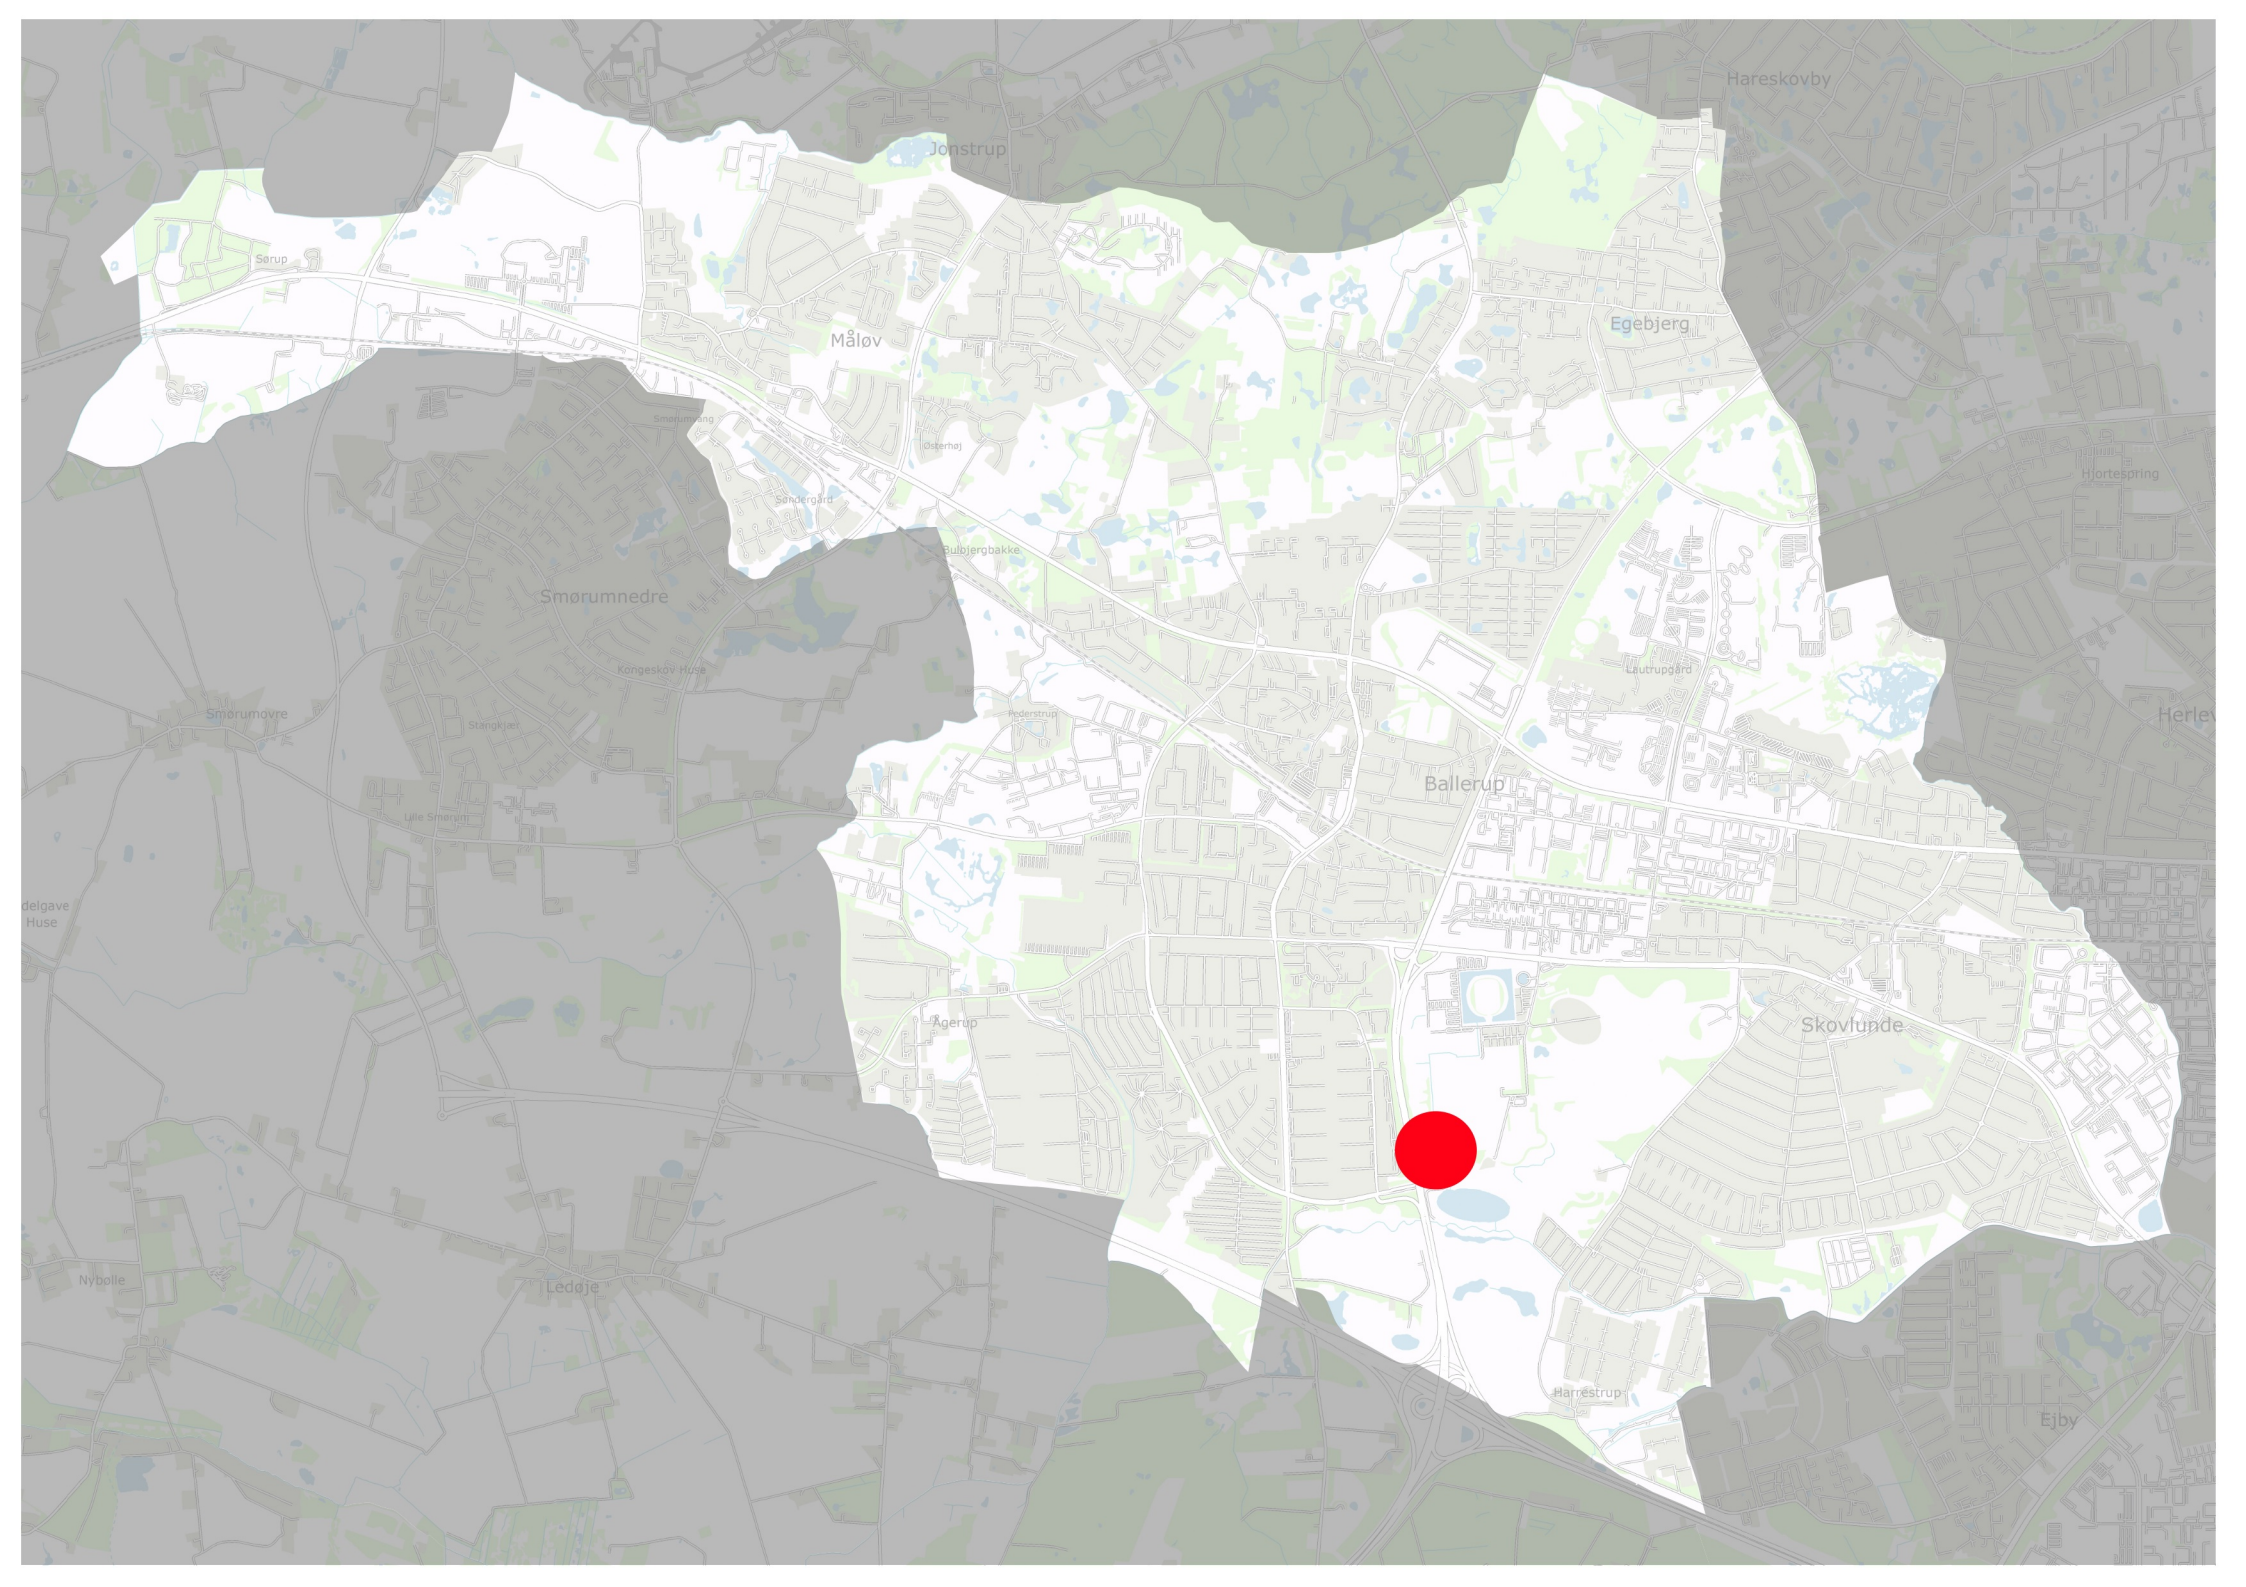 Hareskovby
Jonstrup
Sørup
Egebjerg
Måløv
Smørumvang
Østerhøj
Hjortespring
Søndergård
Bulbjergbakke
Smørumnedre
Kongeskov Huse
Lautrupgård
Smørumovre
Stangkjær
Pederstrup
Herlev
Ballerup
Lille Smørum
delgave
Huse
Ågerup
Skovlunde
Nybølle
Ledøje
Harrestrup
Ejby